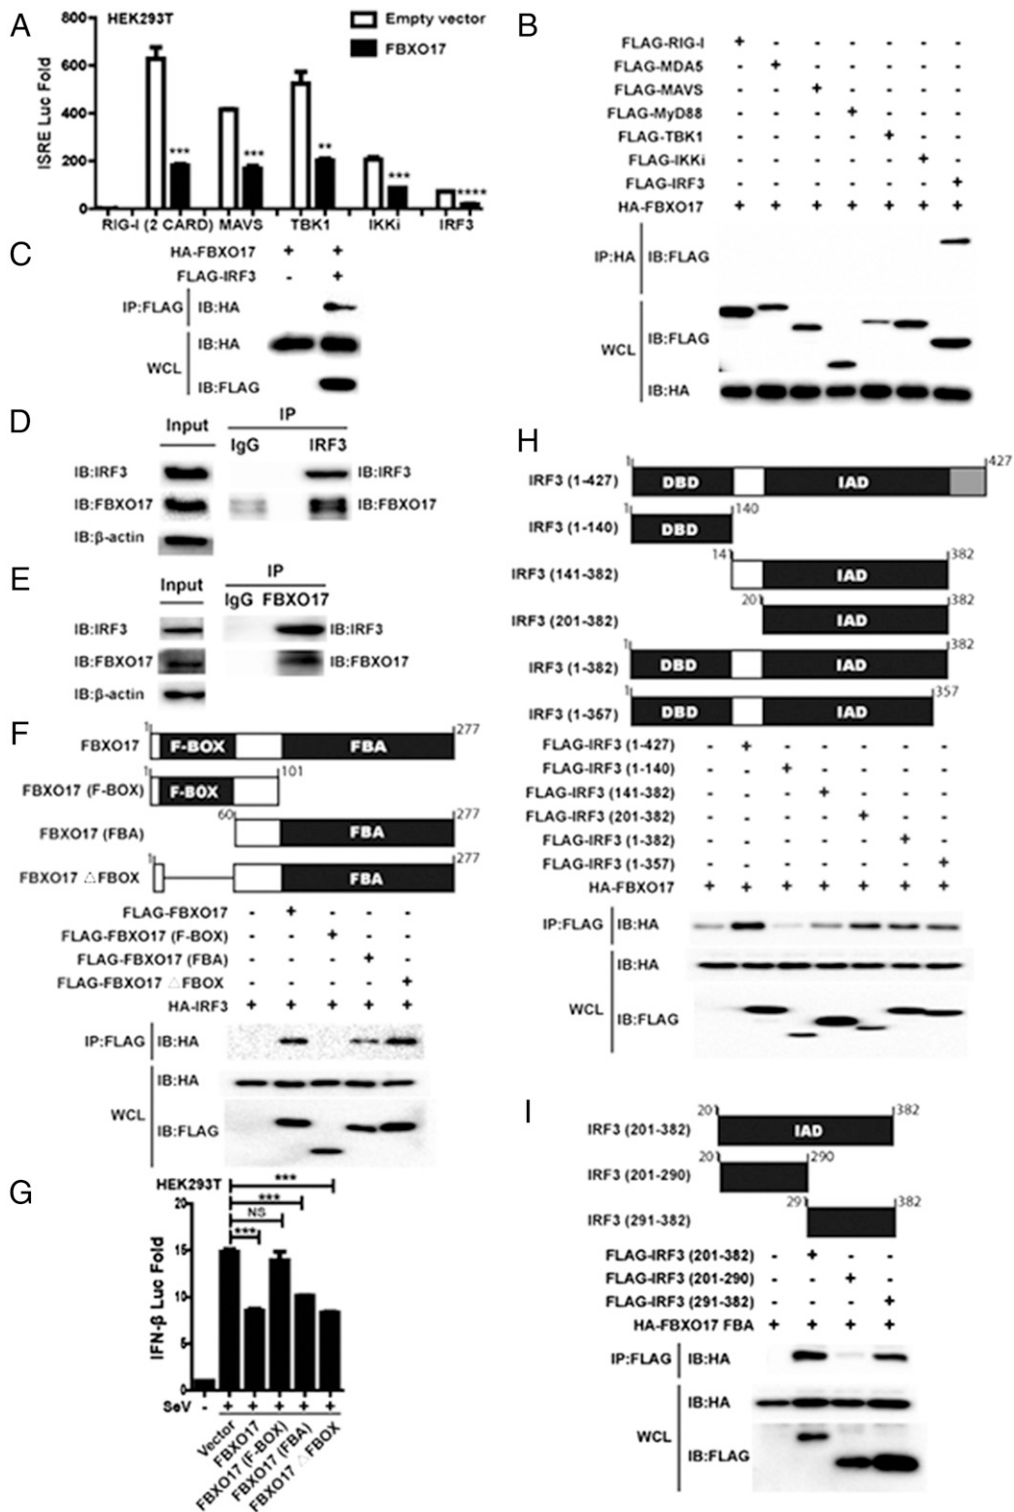 A
HEK293T
Empty vector
FBXO17
ISRE Luc Fold
800
600
400
200
0
*** *** ** *** ****
RIG-I (2 CARD) MAVS TBK1 IKKi IRF3
B
FLAG-RIG-I + - - - - - -
FLAG-MDA5 - + - - - - -
FLAG-MAVS - - + - - - -
FLAG-MyD88 - - - + - - -
FLAG-TBK1 - - - - + - -
FLAG-IKKi - - - - - + -
FLAG-IRF3 - - - - - - +
HA-FBXO17 + + + + + + +
IP:HA IB:FLAG
WCL
IB:FLAG
IB:HA
C
HA-FBXO17 + +
FLAG-IRF3 - +
IP:FLAG IB:HA
WCL
IB:HA
IB:FLAG
D
Input
IP
IgG IRF3
IB:IRF3 IB:IRF3
IB:FBXO17 IB:FBXO17
IB:β-actin
E
Input
IP
IgG FBXO17
IB:IRF3 IB:IRF3
IB:FBXO17 IB:FBXO17
IB:β-actin
F
1 277
FBXO17 F-BOX FBA
1 101
FBXO17 (F-BOX) F-BOX
60 277
FBXO17 (FBA) FBA
1 277
FBXO17 △FBOX FBA
FLAG-FBXO17 - + - - -
FLAG-FBXO17 (F-BOX) - - + - -
FLAG-FBXO17 (FBA) - - - + -
FLAG-FBXO17 △FBOX - - - - +
HA-IRF3 + + + + +
IP:FLAG IB:HA
WCL
IB:HA
IB:FLAG
G
HEK293T
IFN-β Luc Fold
20
15
10
5
0
***
***
NS
***
SeV - + + + + +
Vector
FBXO17
FBXO17 (F-BOX)
FBXO17 (FBA)
FBXO17 △FBOX
H
1 427
IRF3 (1-427) DBD IAD
1 140
IRF3 (1-140) DBD
141 382
IRF3 (141-382) IAD
201 382
IRF3 (201-382) IAD
1 382
IRF3 (1-382) DBD IAD
1 357
IRF3 (1-357) DBD IAD
FLAG-IRF3 (1-427) - + - - - - -
FLAG-IRF3 (1-140) - - + - - - -
FLAG-IRF3 (141-382) - - - + - - -
FLAG-IRF3 (201-382) - - - - + - -
FLAG-IRF3 (1-382) - - - - - + -
FLAG-IRF3 (1-357) - - - - - - +
HA-FBXO17 + + + + + + +
IP:FLAG IB:HA
WCL
IB:HA
IB:FLAG
I
201 382
IRF3 (201-382) IAD
201 290
IRF3 (201-290)
291 382
IRF3 (291-382)
FLAG-IRF3 (201-382) - + - -
FLAG-IRF3 (201-290) - - + -
FLAG-IRF3 (291-382) - - - +
HA-FBXO17 FBA + + + +
IP:FLAG IB:HA
WCL
IB:HA
IB:FLAG